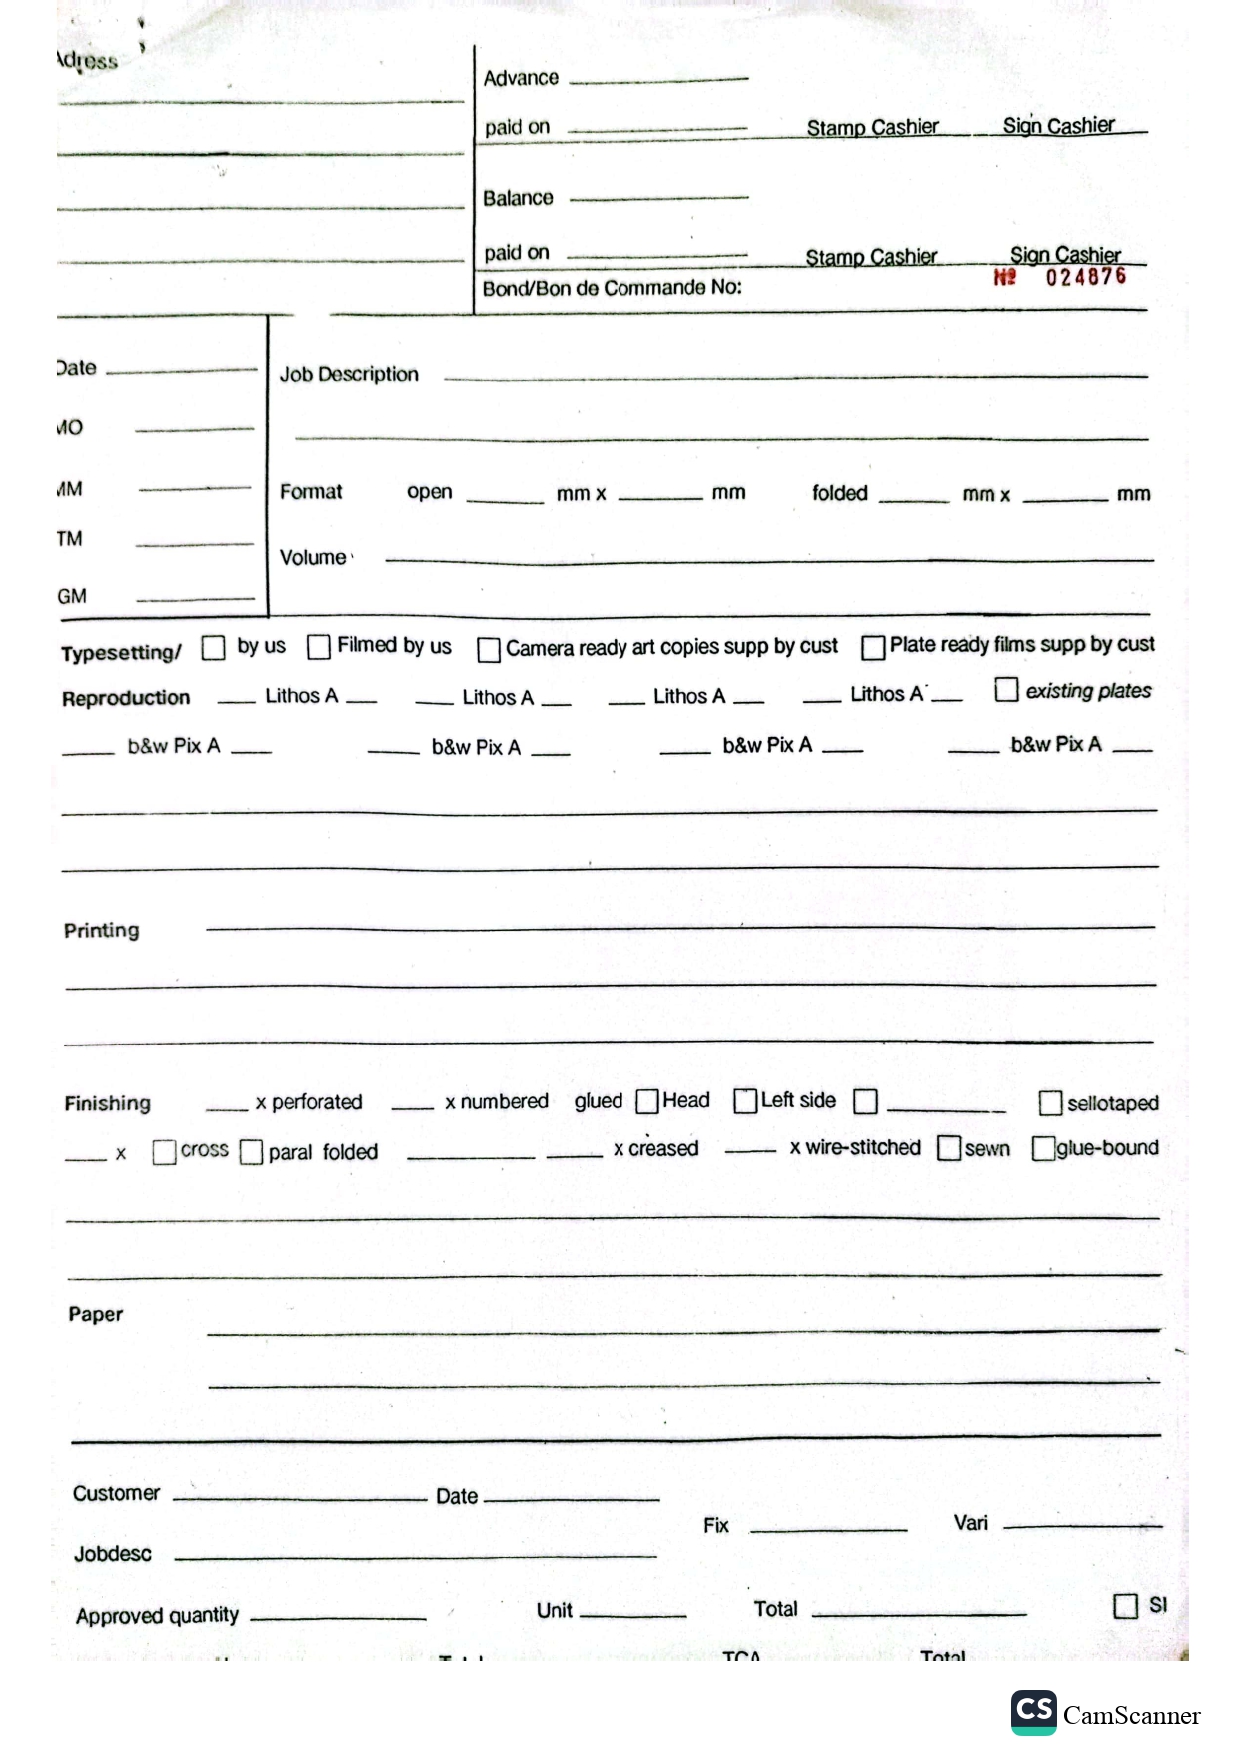 Adress
Advance
paid on Stamp Cashier Sign Cashier
Balance
paid on Stamp Cashier Sign Cashier
Bond/Bon de Commande No: Nº 024876
Date
Job Description
MO
MM
Format open mm x mm folded mm x mm
TM
Volume
GM
Typesetting/ by us Filmed by us Camera ready art copies supp by cust Plate ready films supp by cust
Reproduction Lithos A Lithos A Lithos A Lithos A existing plates
b&w Pix A b&w Pix A b&w Pix A b&w Pix A
Printing
Finishing x perforated x numbered glued Head Left side sellotaped
x cross paral folded x creased x wire-stitched sewn glue-bound
Paper
Customer Date
Fix Vari
Jobdesc
Approved quantity Unit Total SI
TCA Total
CS CamScanner